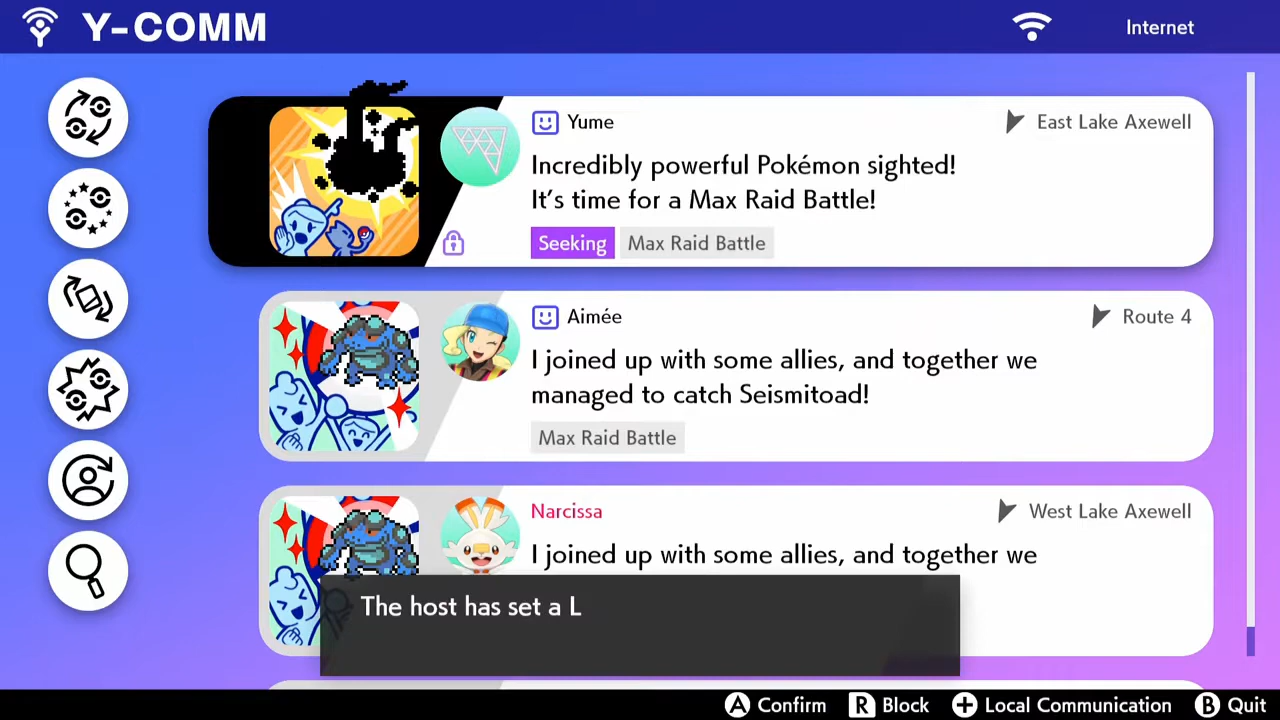 Y-COMM
Internet
Yume
East Lake Axewell
Incredibly powerful Pokémon sighted!
It's time for a Max Raid Battle!
Seeking
Max Raid Battle
Aimée
Route 4
I joined up with some allies, and together we
managed to catch Seismitoad!
Max Raid Battle
Narcissa
West Lake Axewell
I joined up with some allies, and together we
The host has set a L
A Confirm
R Block
+ Local Communication
B Quit